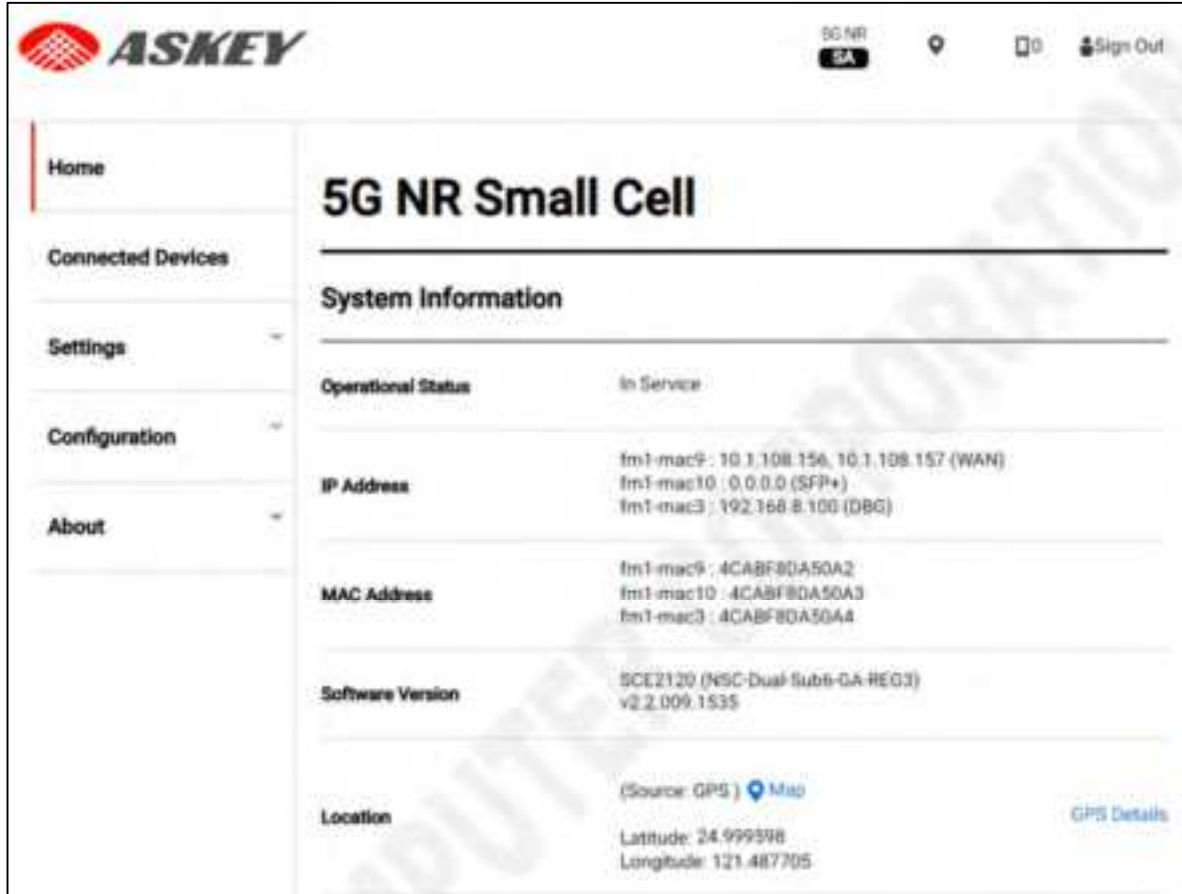 ASKEY
5G NR
SA
0
Sign Out
Home
Connected Devices
Settings
Configuration
About
5G NR Small Cell
System Information
Operational Status
In Service
IP Address
fm1-mac9 : 10.1.108.156, 10.1.108.157 (WAN)
fm1-mac10 : 0.0.0.0 (SFP+)
fm1-mac3 : 192.168.8.100 (DBG)
MAC Address
fm1-mac9 : 4CABF8DA50A2
fm1-mac10 : 4CABF8DA50A3
fm1-mac3 : 4CABF8DA50A4
Software Version
SCE2120 (NSC-Dual-Sub6-GA-REG3)
v2.2.009.1535
Location
(Source: GPS ) Map
GPS Details
Latitude: 24.999598
Longitude: 121.487705
PUTER CORPORATION